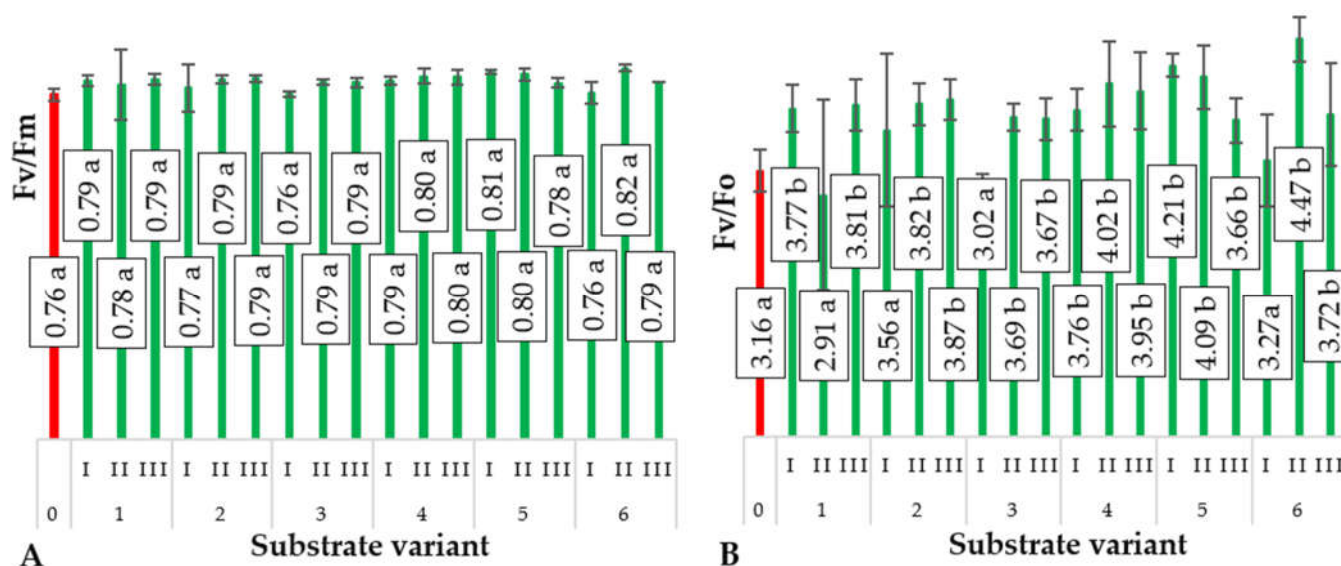 Fv/Fm
0.76 a
0.79 a
0.78 a
0.79 a
0.77 a
0.79 a
0.79 a
0.76 a
0.79 a
0.79 a
0.79 a
0.80 a
0.80 a
0.81 a
0.80 a
0.78 a
0.76 a
0.82 a
0.79 a
I II III I II III I II III I II III I II III I II III
0 1 2 3 4 5 6
A Substrate variant
Fv/Fo
3.16 a
3.77 b
2.91 a
3.81 b
3.56 a
3.82 b
3.87 b
3.02 a
3.69 b
3.67 b
3.76 b
4.02 b
3.95 b
4.21 b
4.09 b
3.66 b
3.27a
4.47 b
3.72 b
I II III I II III I II III I II III I II III I II III
0 1 2 3 4 5 6
B Substrate variant